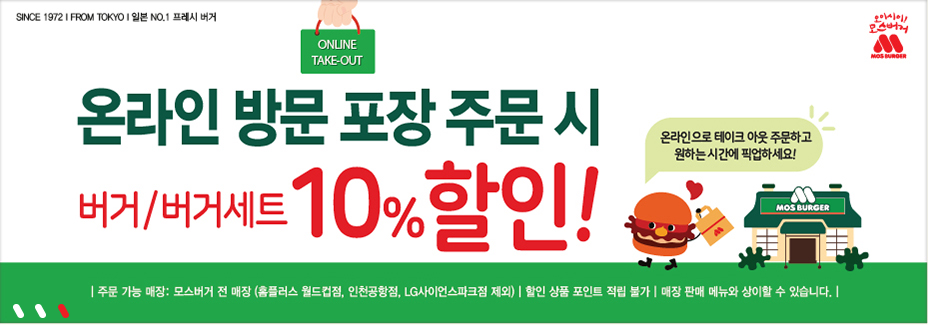 SINCE 1972 I FROM TOKYO I 일본 NO.1 프레시 버거
ONLINE
TAKE-OUT
오이시이!
모스버거
MOS BURGER
온라인 방문 포장 주문 시
버거/버거세트 10% 할인!
온라인으로 테이크 아웃 주문하고
원하는 시간에 픽업하세요!
MOS BURGER
| 주문 가능 매장: 모스버거 전 매장 (홈플러스 월드컵점, 인천공항점, LG사이언스파크점 제외) | 할인 상품 포인트 적립 불가 | 매장 판매 메뉴와 상이할 수 있습니다. |